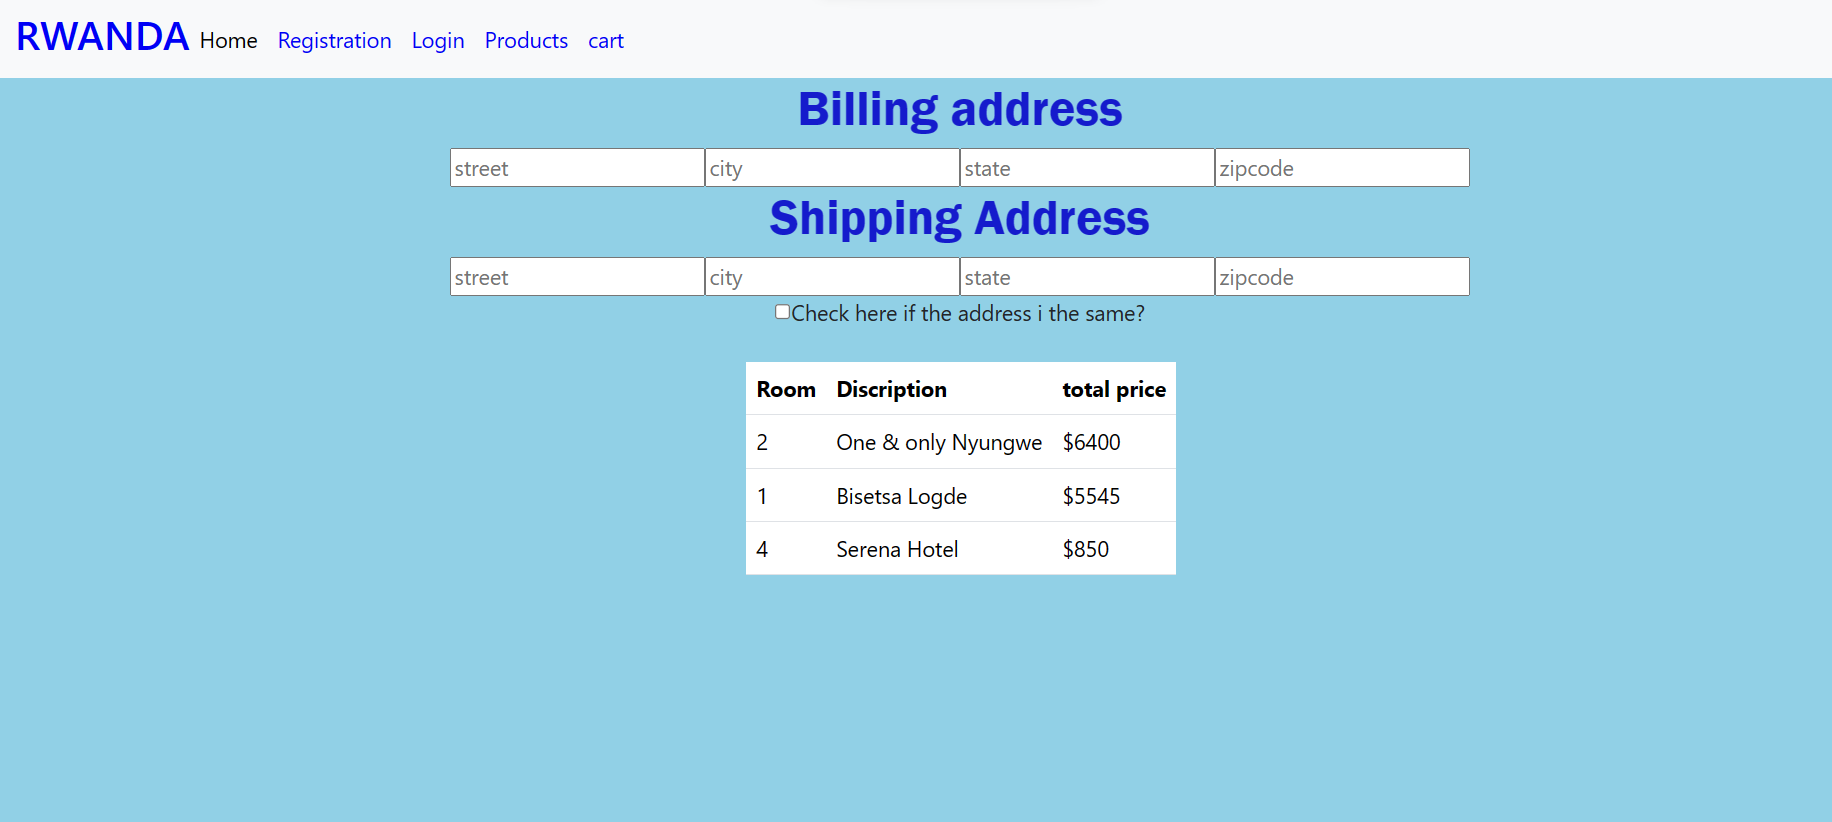 RWANDA Home Registration Login Products cart
Billing address
street city state zipcode
Shipping Address
street city state zipcode
Check here if the address i the same?
Room Discription total price
2 One & only Nyungwe $6400
1 Bisetsa Logde $5545
4 Serena Hotel $850